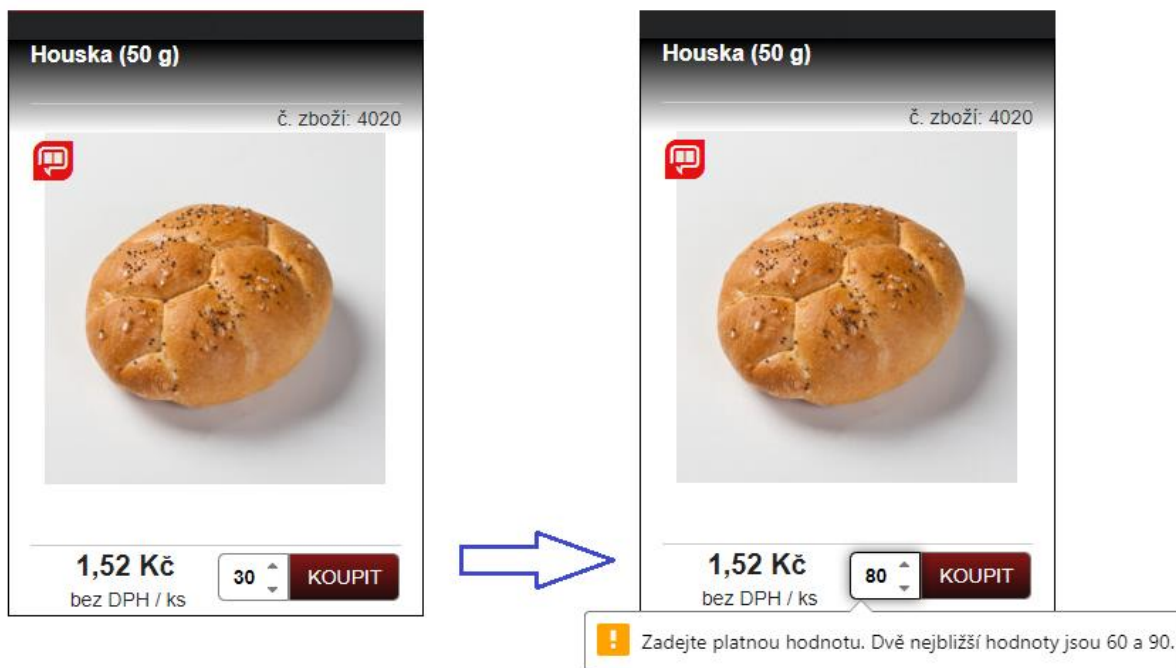 Houska (50 g)
č. zboží: 4020
1,52 Kč
bez DPH / ks
30
KOUPIT
Houska (50 g)
č. zboží: 4020
1,52 Kč
bez DPH / ks
80
KOUPIT
Zadejte platnou hodnotu. Dvě nejbližší hodnoty jsou 60 a 90.